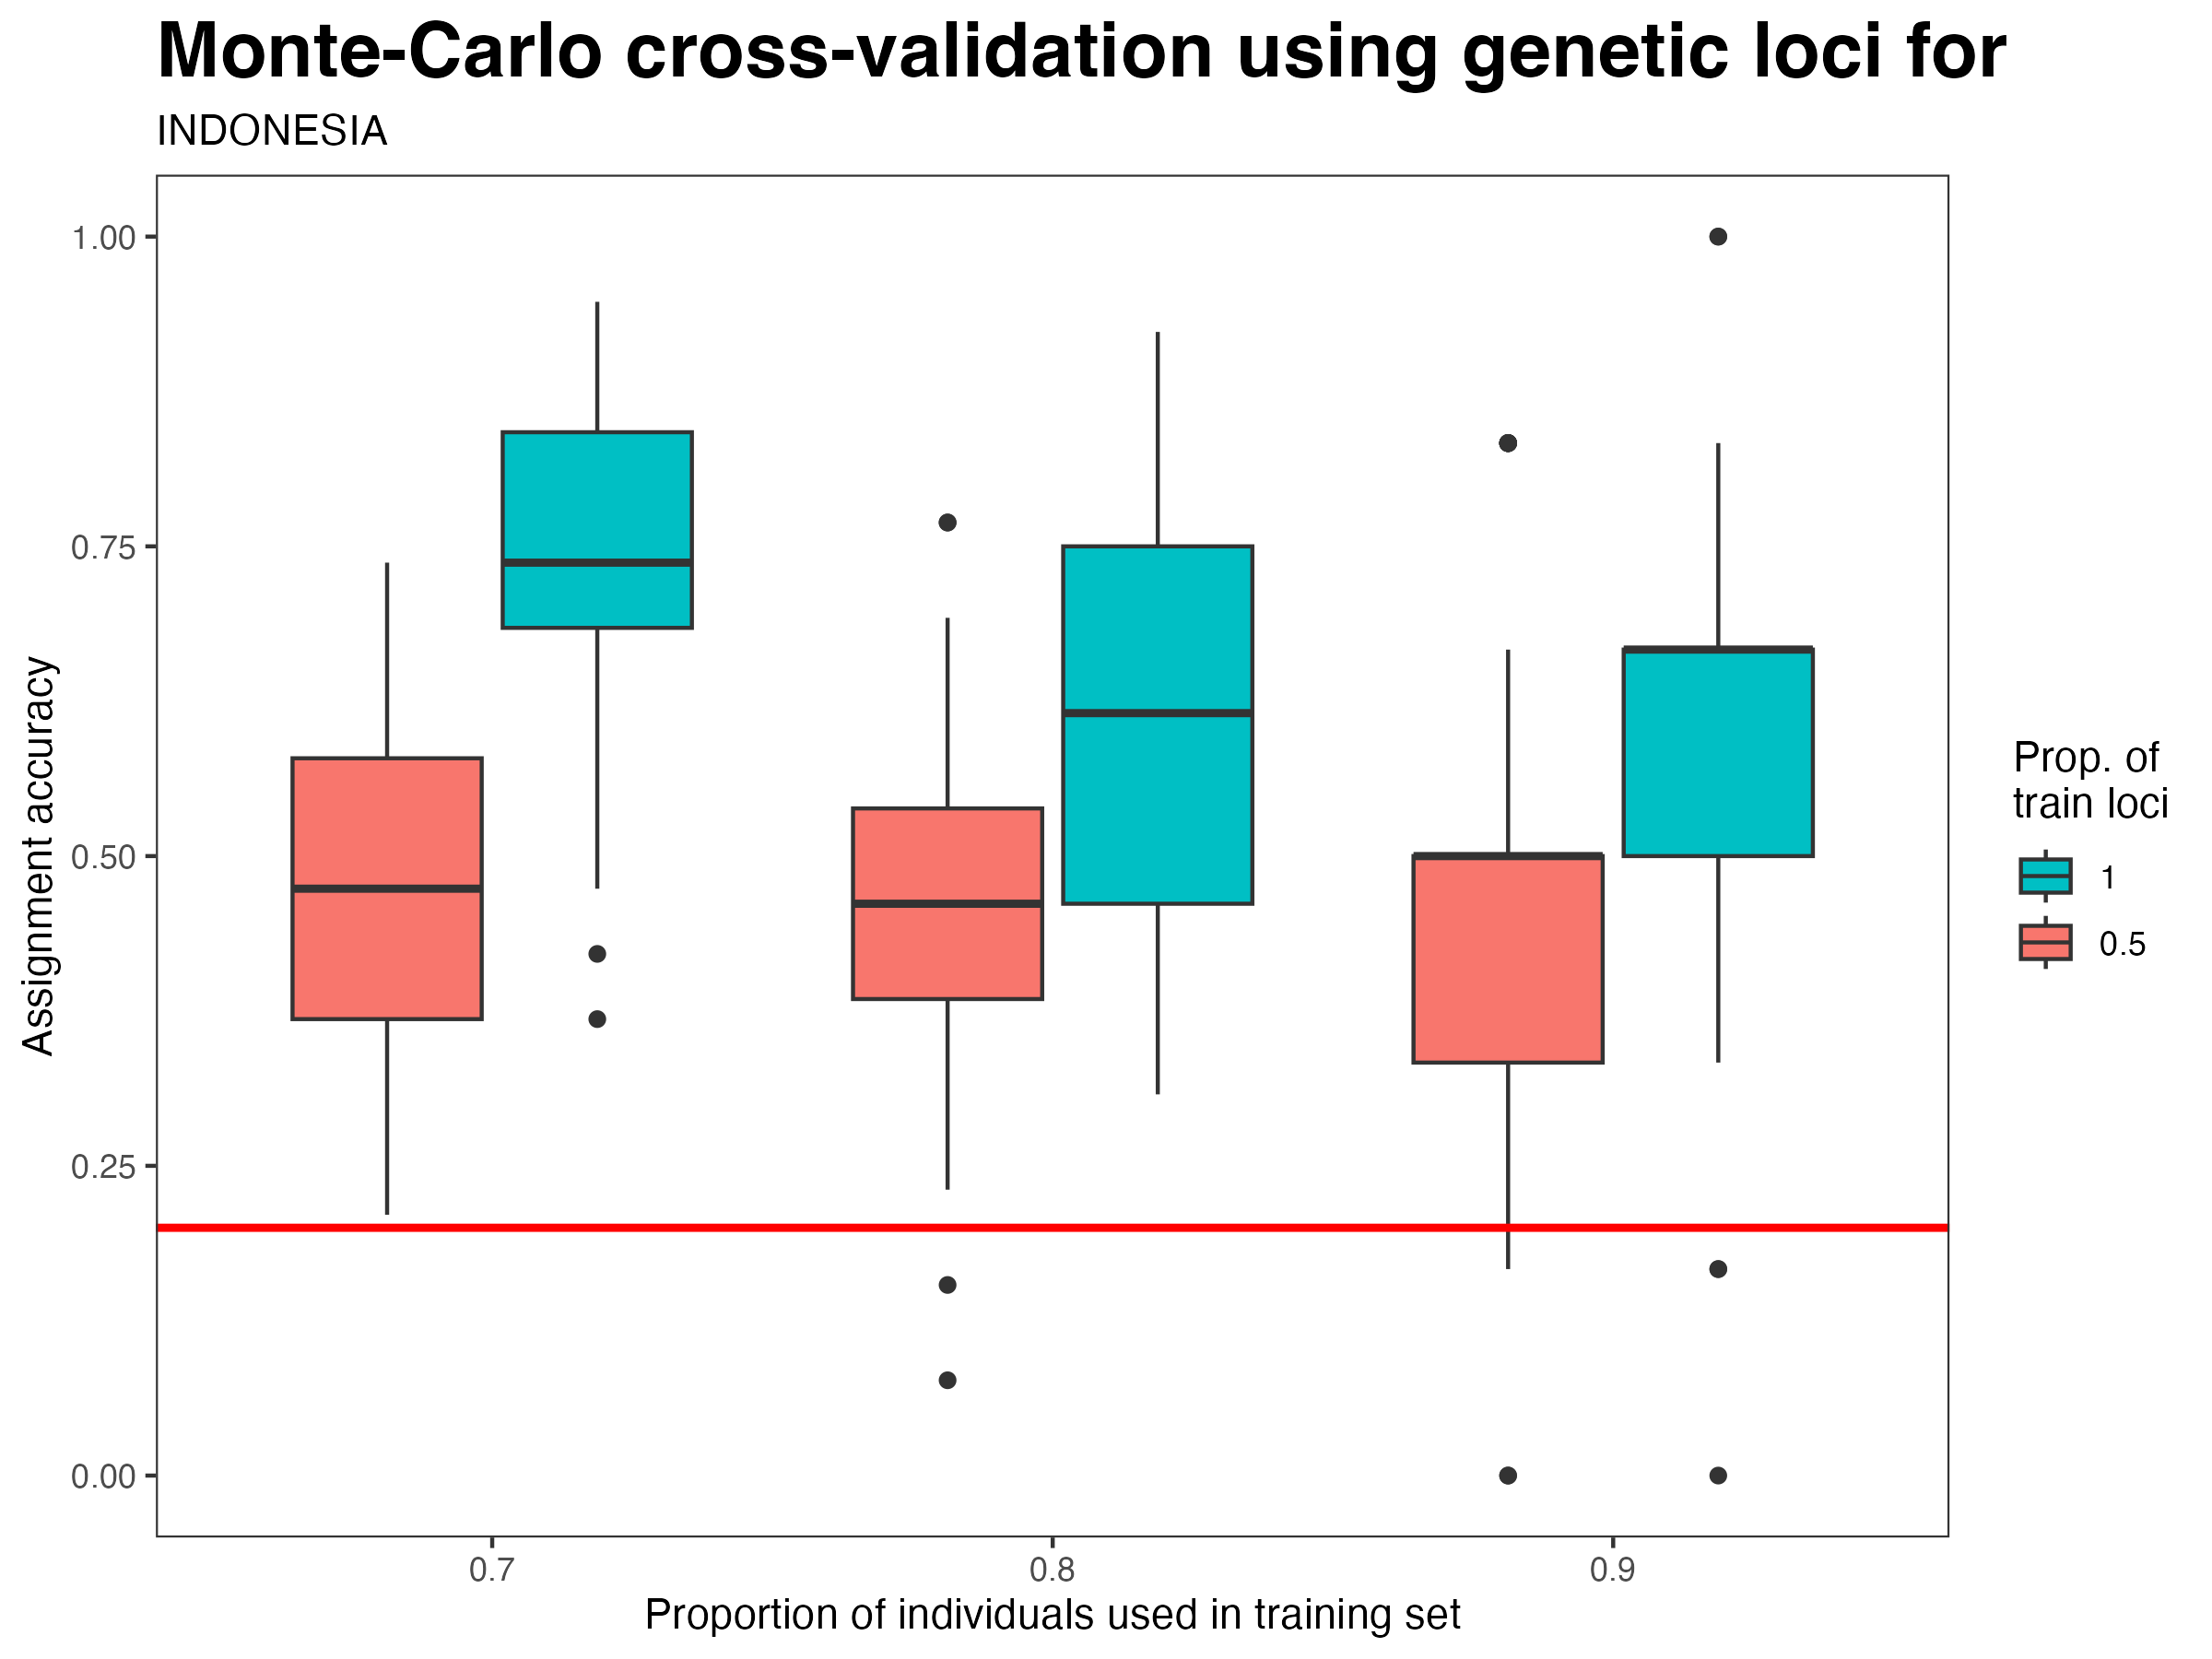 Monte-Carlo cross-validation using genetic loci for
INDONESIA
1.00
0.75
0.50
0.25
0.00
Assignment accuracy
0.7
0.8
0.9
Proportion of individuals used in training set
Prop. of
train loci
1
0.5